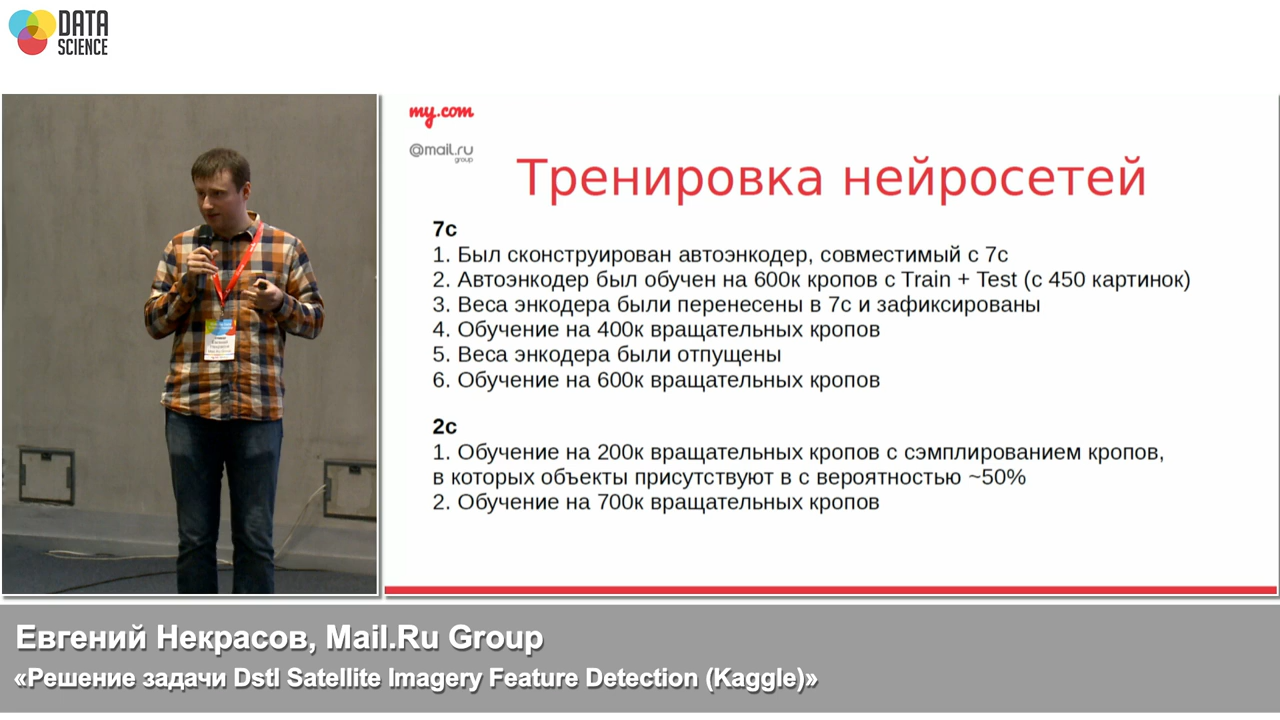 DATA
SCIENCE
my.com
@mail.ru
group
Тренировка нейросетей
7c
1. Был сконструирован автоэнкодер, совместимый с 7c
2. Автоэнкодер был обучен на 600к кропов с Train + Test (с 450 картинок)
3. Веса энкодера были перенесены в 7c и зафиксированы
4. Обучение на 400к вращательных кропов
5. Веса энкодера были отпущены
6. Обучение на 600к вращательных кропов
2c
1. Обучение на 200к вращательных кропов с сэмплированием кропов,
в которых объекты присутствуют в с вероятностью ~50%
2. Обучение на 700к вращательных кропов
Евгений Некрасов, Mail.Ru Group
«Решение задачи Dstl Satellite Imagery Feature Detection (Kaggle)»